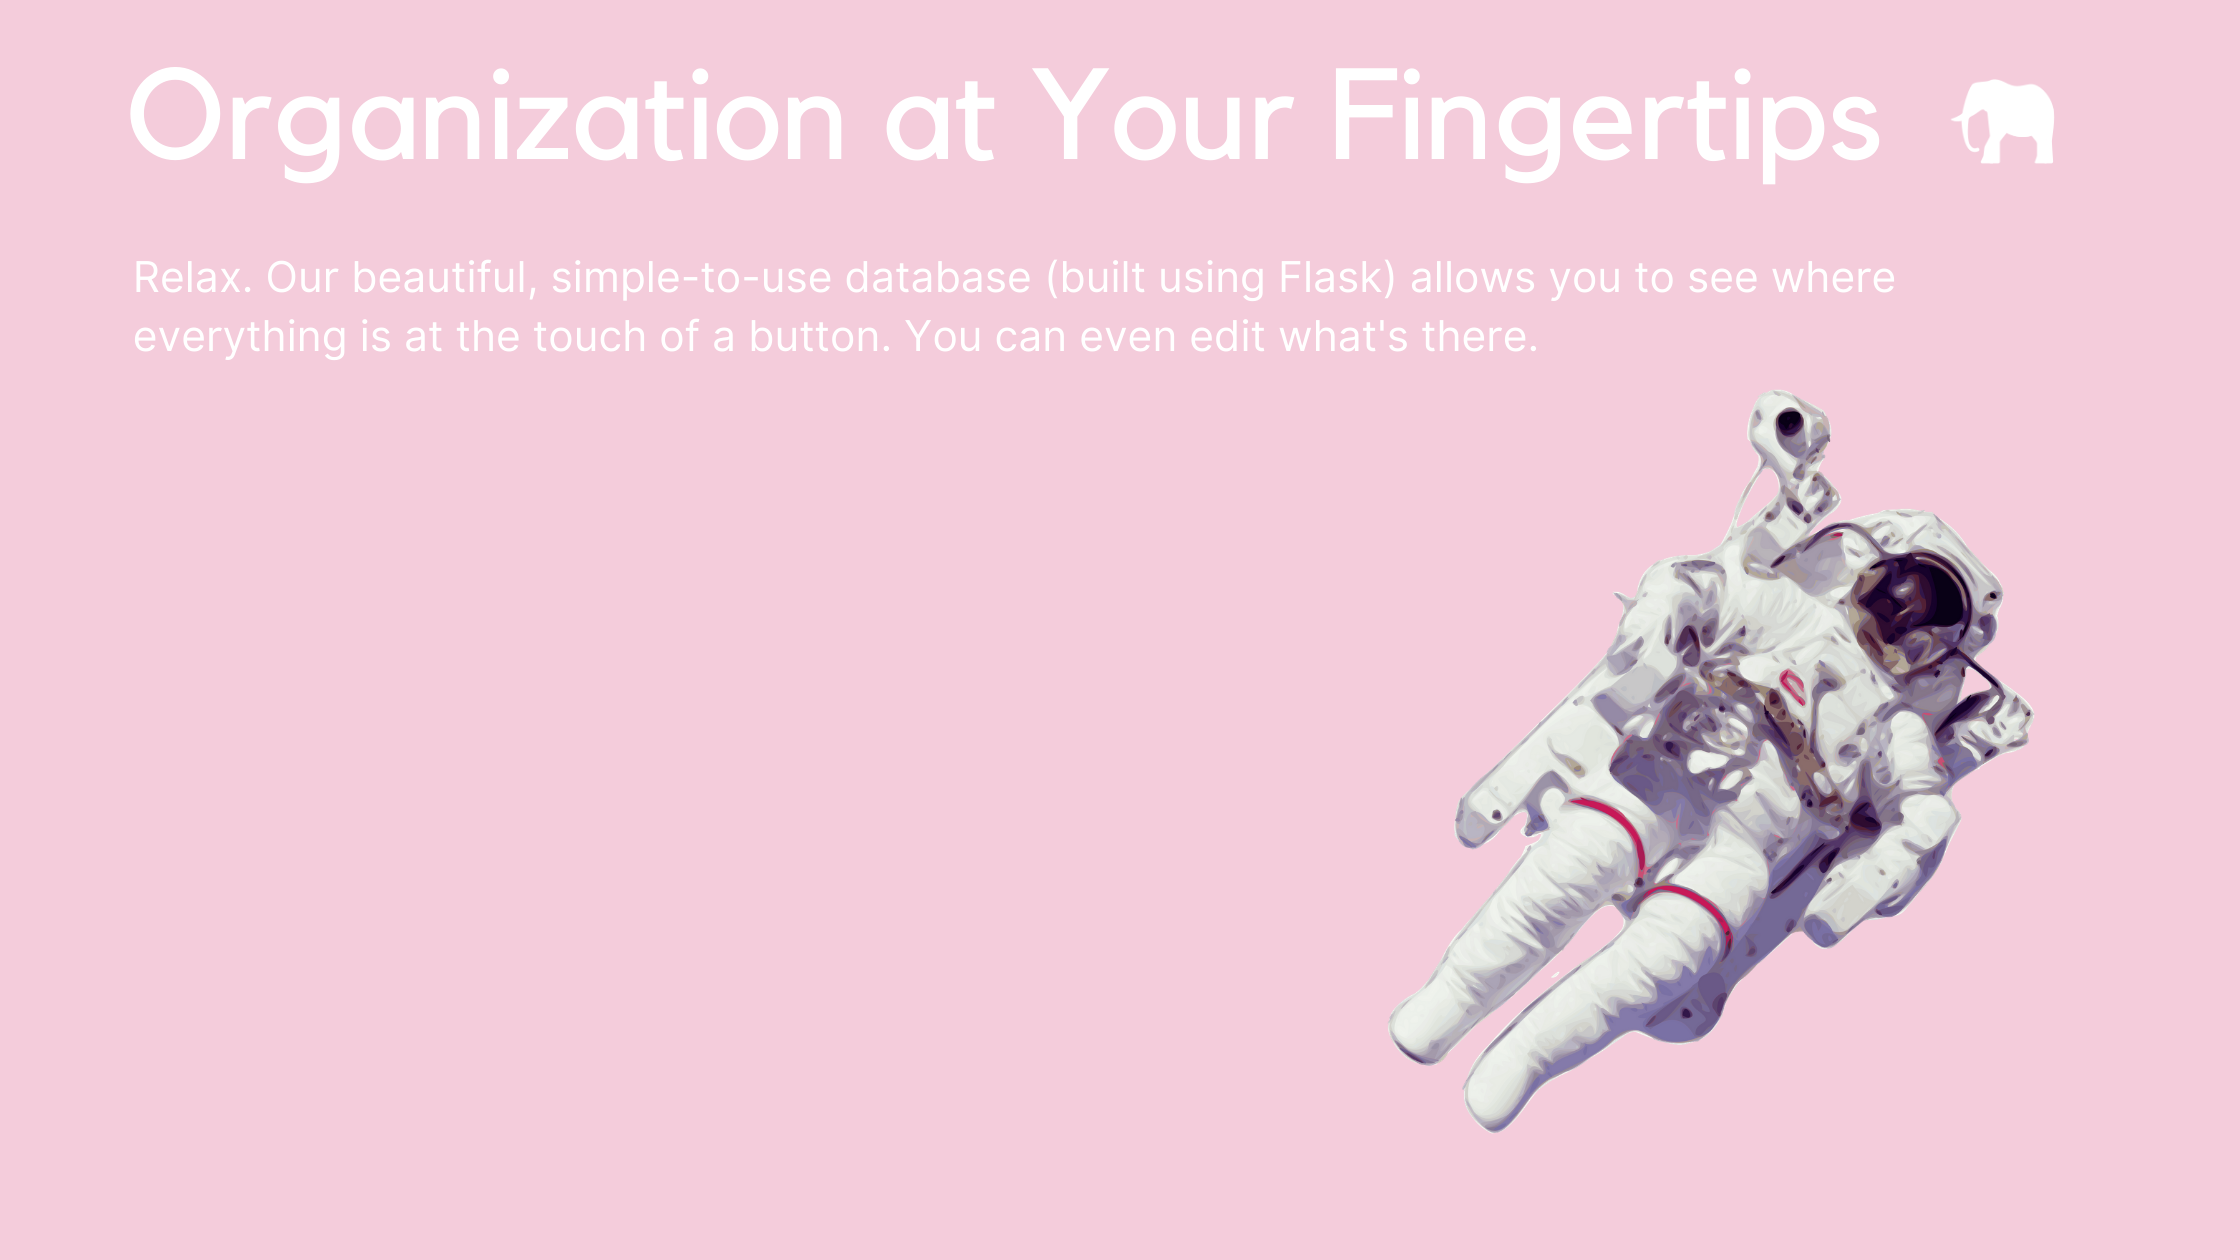 Organization at Your Fingertips
Relax. Our beautiful, simple-to-use database (built using Flask) allows you to see where
everything is at the touch of a button. You can even edit what's there.